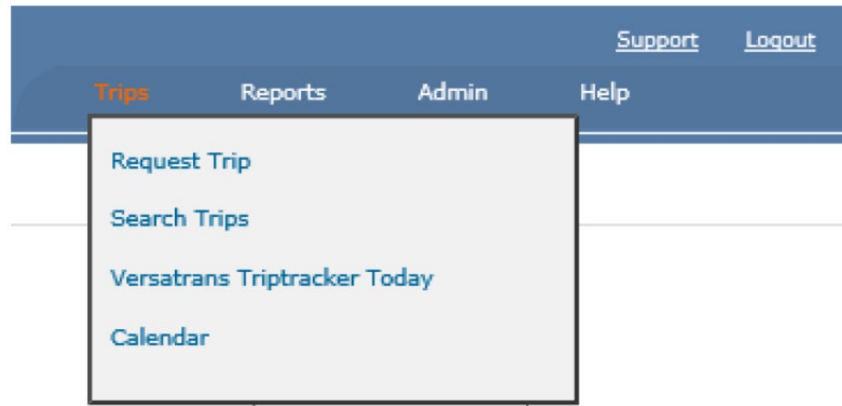 Support Logout
Trips Reports Admin Help
Request Trip
Search Trips
Versatrans Triptracker Today
Calendar